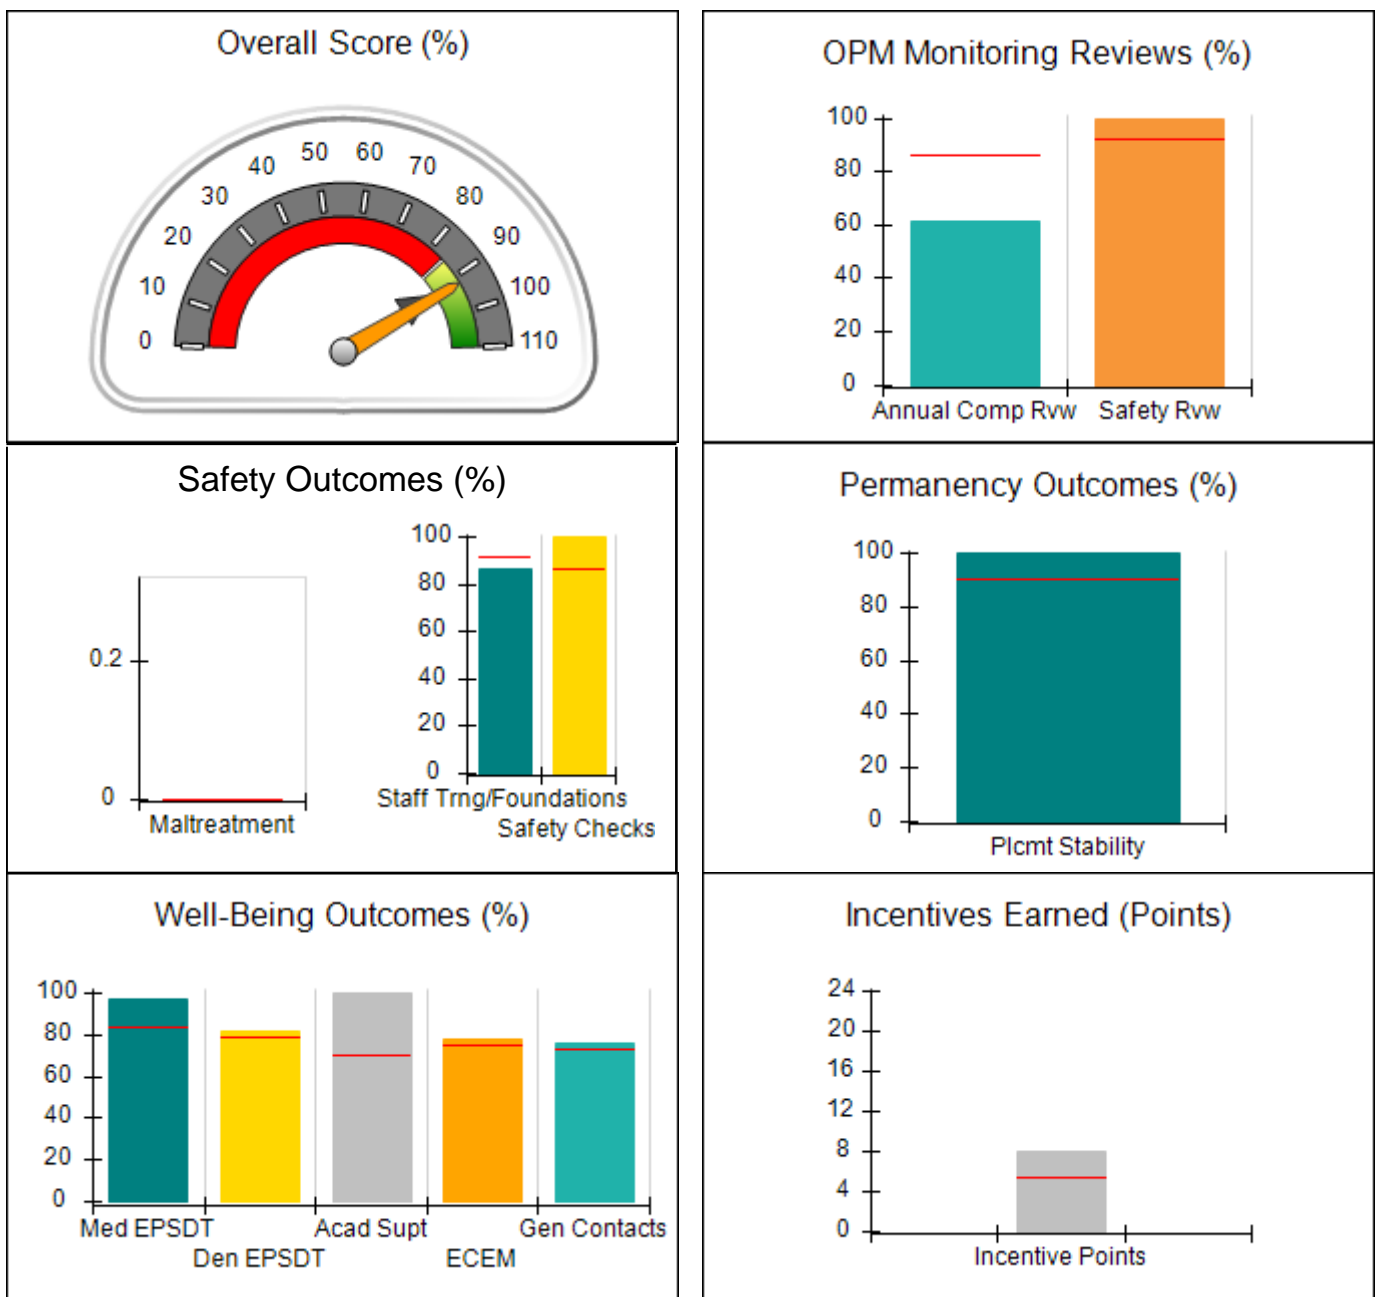 Overall Score (%)
0
10
20
30
40
50
60
70
80
90
100
110
OPM Monitoring Reviews (%)
100
80
60
40
20
0
Annual Comp Rvw
Safety Rvw
Safety Outcomes (%)
0.2
0
Maltreatment
100
80
60
40
20
0
Staff Trng/Foundations
Safety Checks
Permanency Outcomes (%)
100
80
60
40
20
0
Plcmt Stability
Well-Being Outcomes (%)
100
80
60
40
20
0
Med EPSDT
Den EPSDT
Acad Supt
ECEM
Gen Contacts
Incentives Earned (Points)
24
20
16
12
8
4
0
Incentive Points